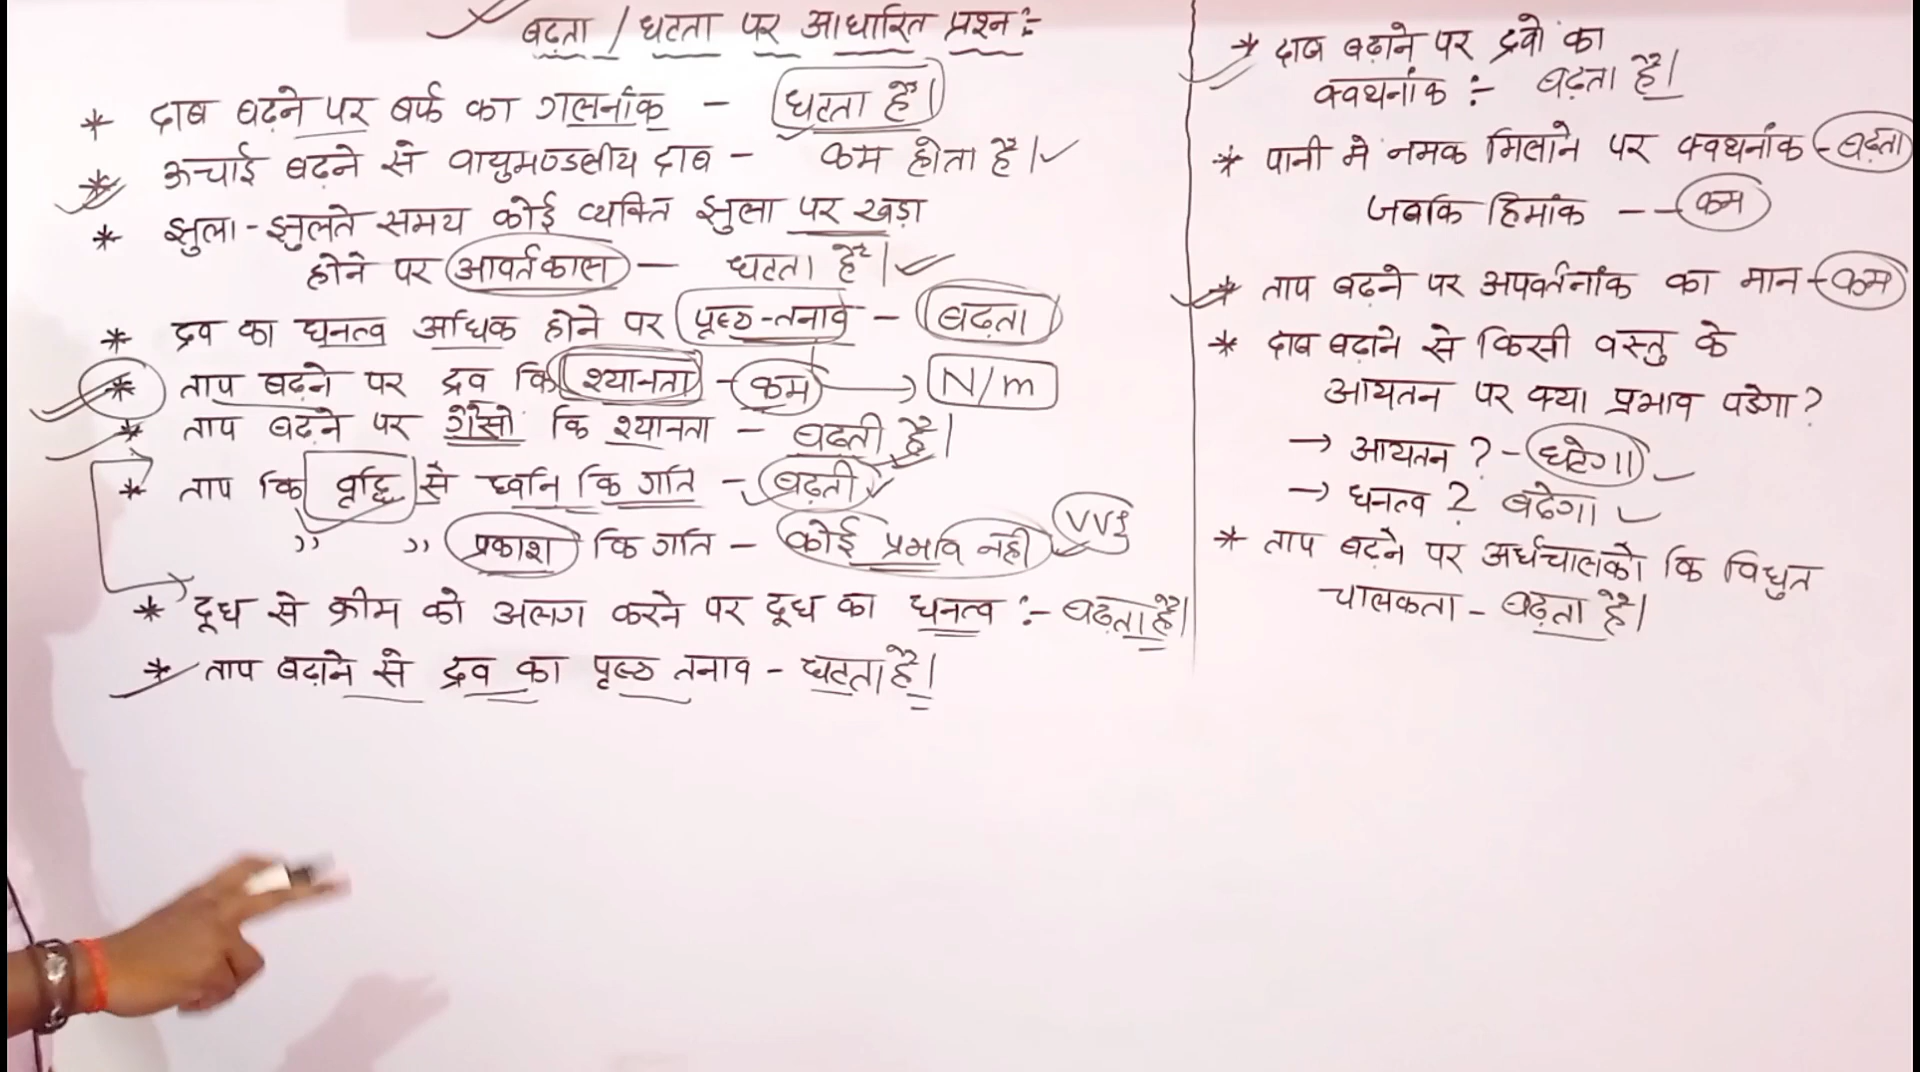 बढ़ता / घटता पर आधारित प्रश्न :-
* दाब बढ़ने पर बर्फ का गलनांक - घटता है।
* ऊचाई बढ़ने से वायुमण्डलीय दाब - कम होता है।
* झुला-झुलते समय कोई व्यक्ति झुला पर खड़ा
होने पर आवर्तकाल - घटता है।
* द्रव का घनत्व अधिक होने पर पृष्ठ-तनाव - बढ़ता
* ताप बढ़ने पर द्रव कि श्यानता - कम → N/m
* ताप बढ़ने पर गैसो कि श्यानता - बढ़ती है।
* ताप कि वृद्धि से ध्वनि कि गति - बढ़ती
" " प्रकाश कि गति - कोई प्रभाव नही
* दूध से क्रीम को अलग करने पर दूध का घनत्व :- बढ़ता है।
* ताप बढ़ाने से द्रव का पृष्ठ तनाव - घटता है।
* दाब बढ़ाने पर द्रवो का
क्वथनांक :- बढ़ता है।
* पानी मे नमक मिलाने पर क्वथनांक - बढ़ता
जबकि हिमांक -- कम
* ताप बढ़ने पर अपवर्तनांक का मान - कम
* दाब बढ़ाने से किसी वस्तु के
आयतन पर क्या प्रभाव पडेगा ?
→ आयतन ? - घटेगा।
→ घनत्व ? बढेगा।
* ताप बढ़ने पर अर्धचालको कि विधुत
चालकता - बढ़ता है।